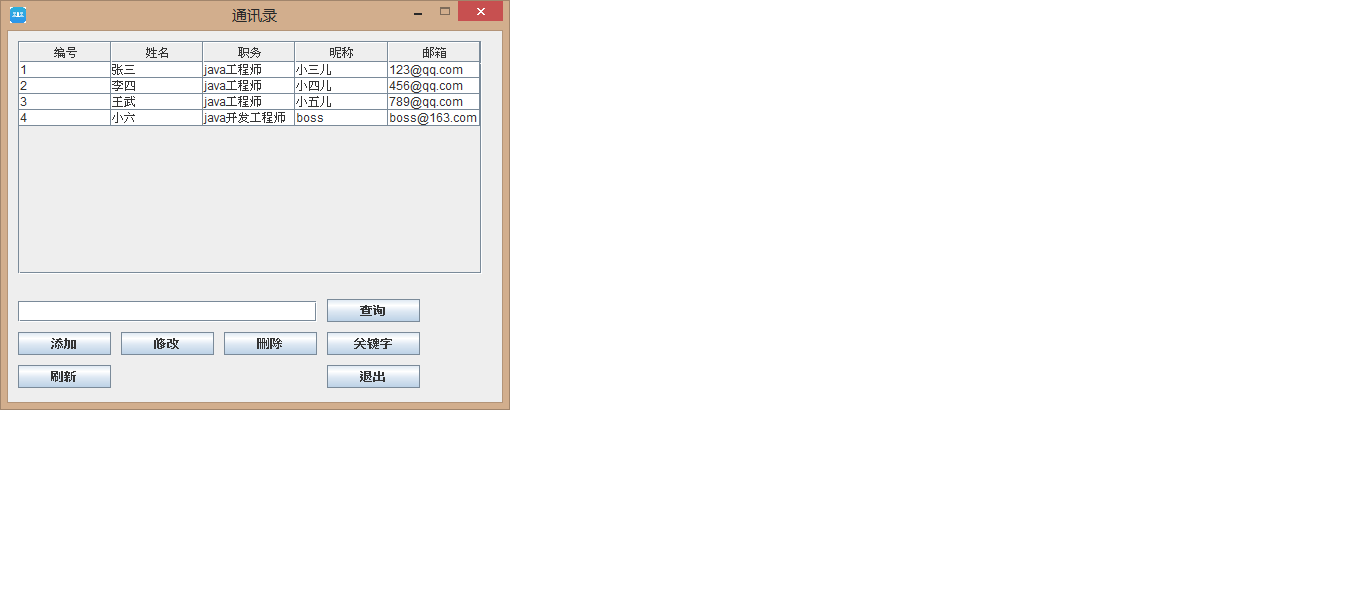 通讯录
编号 姓名 职务 昵称 邮箱
1 张三 java工程师 小三儿 123@qq.com
2 李四 java工程师 小四儿 456@qq.com
3 王武 java工程师 小五儿 789@qq.com
4 小六 java开发工程师 boss boss@163.com
查询
添加 修改 删除 关键字
刷新 退出